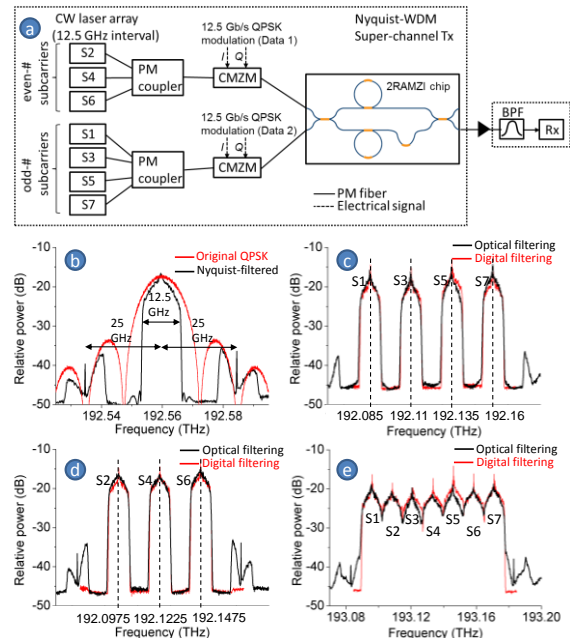 a
CW laser array
(12.5 GHz interval)
12.5 Gb/s QPSK
modulation (Data 1)
Nyquist-WDM
Super-channel Tx
even-#
subcarriers
S2
S4
S6
PM
coupler
I
Q
CMZM
2RAMZI chip
12.5 Gb/s QPSK
modulation (Data 2)
BPF
Rx
odd-#
subcarriers
S1
S3
S5
S7
PM
coupler
I
Q
CMZM
PM fiber
Electrical signal
b
Original QPSK
Nyquist-filtered
Relative power (dB)
-10
-20
-30
-40
-50
12.5
GHz
25
GHz
25
GHz
192.54
192.56
192.58
Frequency (THz)
c
Optical filtering
Digital filtering
Relative power (dB)
-10
-20
-30
-40
-50
S1
S3
S5
S7
192.085
192.11
192.135
192.16
Frequency (THz)
d
Optical filtering
Digital filtering
Relative power (dB)
-10
-20
-30
-40
-50
S2
S4
S6
192.0975
192.1225
192.1475
Frequency (THz)
e
Optical filtering
Digital filtering
Relative power (dB)
-10
-20
-30
-40
-50
S1
S2
S3
S4
S5
S6
S7
193.08
193.12
193.16
193.20
Frequency (THz)